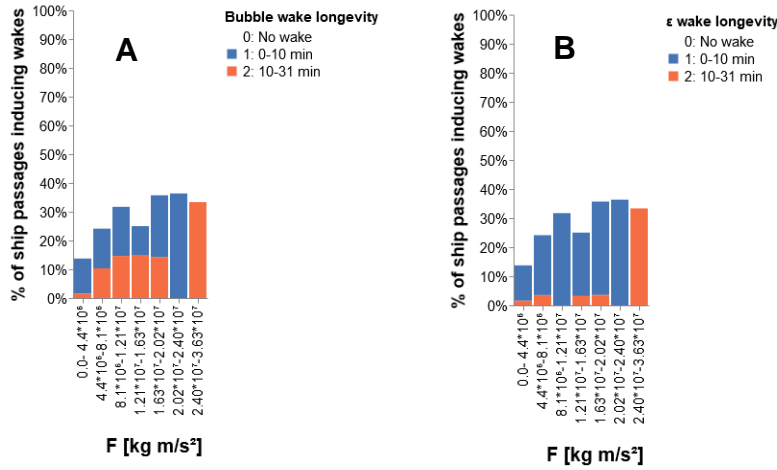 Bubble wake longevity
0: No wake
1: 0-10 min
2: 10-31 min
A
% of ship passages inducing wakes
100%
90%
80%
70%
60%
50%
40%
30%
20%
10%
0%
0.0- 4.4*10⁶
4.4*10⁶-8.1*10⁶
8.1*10⁶-1.21*10⁷
1.21*10⁷-1.63*10⁷
1.63*10⁷-2.02*10⁷
2.02*10⁷-2.40*10⁷
2.40*10⁷-3.63*10⁷
F [kg m/s²]
ε wake longevity
0: No wake
1: 0-10 min
2: 10-31 min
B
% of ship passages inducing wakes
100%
90%
80%
70%
60%
50%
40%
30%
20%
10%
0%
0.0- 4.4*10⁶
4.4*10⁶-8.1*10⁶
8.1*10⁶-1.21*10⁷
1.21*10⁷-1.63*10⁷
1.63*10⁷-2.02*10⁷
2.02*10⁷-2.40*10⁷
2.40*10⁷-3.63*10⁷
F [kg m/s²]